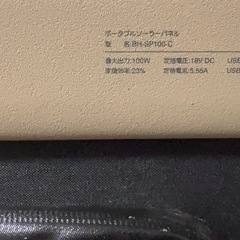 ポータブルソーラーパネル
型 名:BH-SP100-C
最大出力:100W 定格電圧:18V DC USB
変換効率:23% 定格電流:5.55A USB